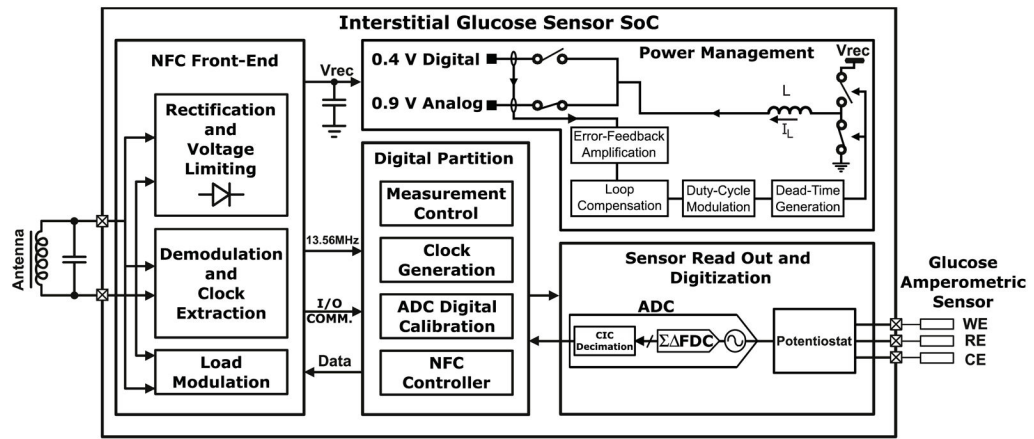 Interstitial Glucose Sensor SoC
NFC Front-End
Rectification
and
Voltage
Limiting
Demodulation
and
Clock
Extraction
Load
Modulation
Antenna
Vrec
13.56MHz
I/O
COMM.
Data
Power Management
0.4 V Digital
0.9 V Analog
Vrec
L
IL
Error-Feedback
Amplification
Loop
Compensation
Duty-Cycle
Modulation
Dead-Time
Generation
Digital Partition
Measurement
Control
Clock
Generation
ADC Digital
Calibration
NFC
Controller
Sensor Read Out and
Digitization
ADC
CIC
Decimation
ΣΔFDC
Potentiostat
Glucose
Amperometric
Sensor
WE
RE
CE